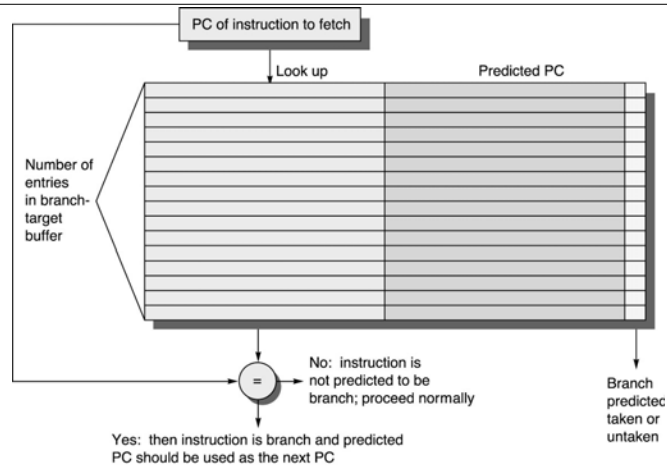 PC of instruction to fetch
Look up
Predicted PC
Number of
entries
in branch-
target
buffer
=
No: instruction is
not predicted to be
branch; proceed normally
Branch
predicted
taken or
untaken
Yes: then instruction is branch and predicted
PC should be used as the next PC